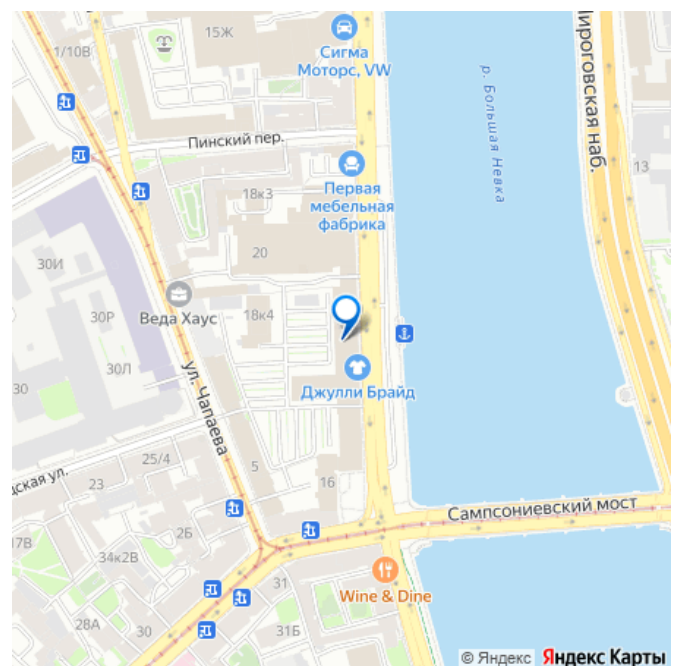 1/10В
15Ж
Сигма
Моторс, VW
р. Большая Невка
Пироговская наб.
13
Пинский пер.
18к3
Первая
мебельная
фабрика
20
30И
Веда Хаус
18к4
30Р
30Л
30
Джулли Брайд
ул. Чапаева
25/4
дская ул.
23
5
16
Сампсониевский мост
2Б
17В
34к2В
31
Wine & Dine
28А
30
31Б
© Яндекс Яндекс Карты